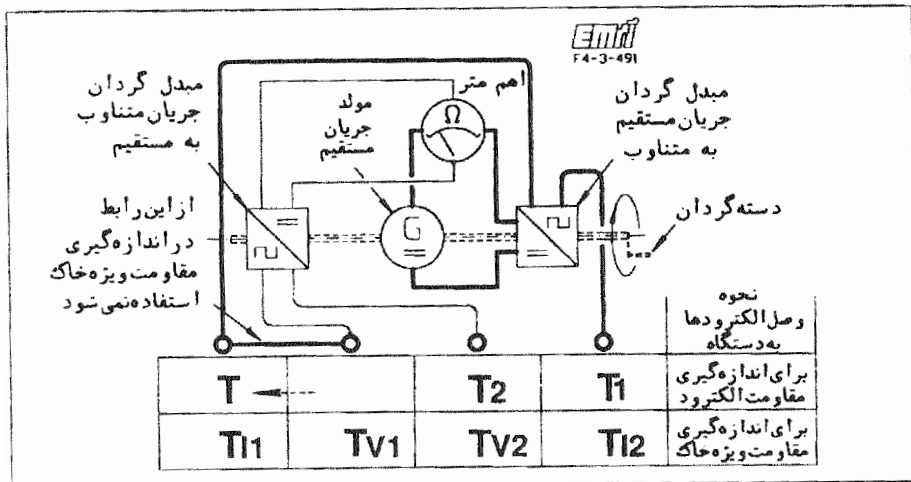 Emri
F4-3-491
مبدل گردان
جریان متناوب
به مستقیم
مولد
جریان
مستقیم
اهم متر
Ω
مبدل گردان
جریان مستقیم
به متناوب
دسته گردان
G
از این رابط
در اندازه گیری
مقاومت ویژه خاک
استفاده نمی شود
نحوه
وصل الکترودها
به دستگاه
T T2 T1
برای اندازه گیری
مقاومت الکترود
TI1 TV1 TV2 TI2
برای اندازه گیری
مقاومت ویژه خاک